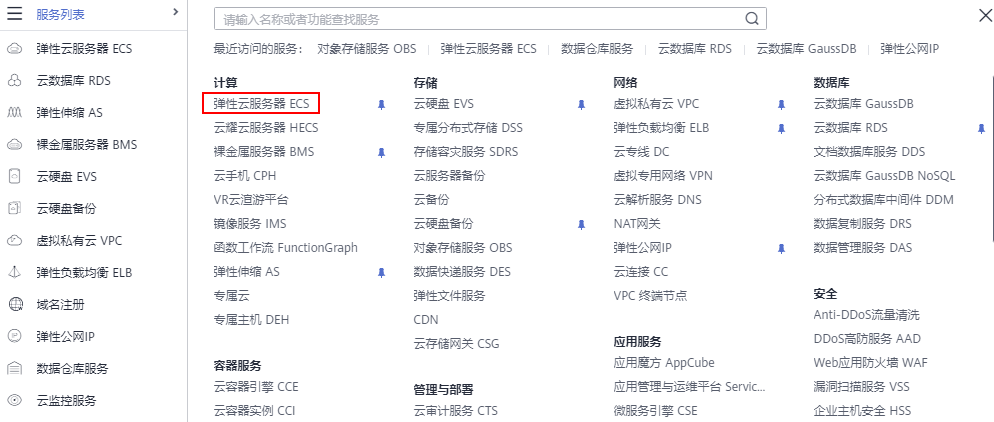 服务列表
弹性云服务器 ECS
云数据库 RDS
弹性伸缩 AS
裸金属服务器 BMS
云硬盘 EVS
云硬盘备份
虚拟私有云 VPC
弹性负载均衡 ELB
域名注册
弹性公网IP
数据仓库服务
云监控服务
请输入名称或者功能查找服务
最近访问的服务： 对象存储服务 OBS 弹性云服务器 ECS 数据仓库服务 云数据库 RDS 云数据库 GaussDB 弹性公网IP
计算
弹性云服务器 ECS
云耀云服务器 HECS
裸金属服务器 BMS
云手机 CPH
VR云渲游平台
镜像服务 IMS
函数工作流 FunctionGraph
弹性伸缩 AS
专属云
专属主机 DEH
容器服务
云容器引擎 CCE
云容器实例 CCI
存储
云硬盘 EVS
专属分布式存储 DSS
存储容灾服务 SDRS
云服务器备份
云备份
云硬盘备份
对象存储服务 OBS
数据快递服务 DES
弹性文件服务
CDN
云存储网关 CSG
管理与部署
云审计服务 CTS
网络
虚拟私有云 VPC
弹性负载均衡 ELB
云专线 DC
虚拟专用网络 VPN
云解析服务 DNS
NAT网关
弹性公网IP
云连接 CC
VPC 终端节点
应用服务
应用魔方 AppCube
应用管理与运维平台 Servic...
微服务引擎 CSE
数据库
云数据库 GaussDB
云数据库 RDS
文档数据库服务 DDS
云数据库 GaussDB NoSQL
分布式数据库中间件 DDM
数据复制服务 DRS
数据管理服务 DAS
安全
Anti-DDoS流量清洗
DDoS高防服务 AAD
Web应用防火墙 WAF
漏洞扫描服务 VSS
企业主机安全 HSS